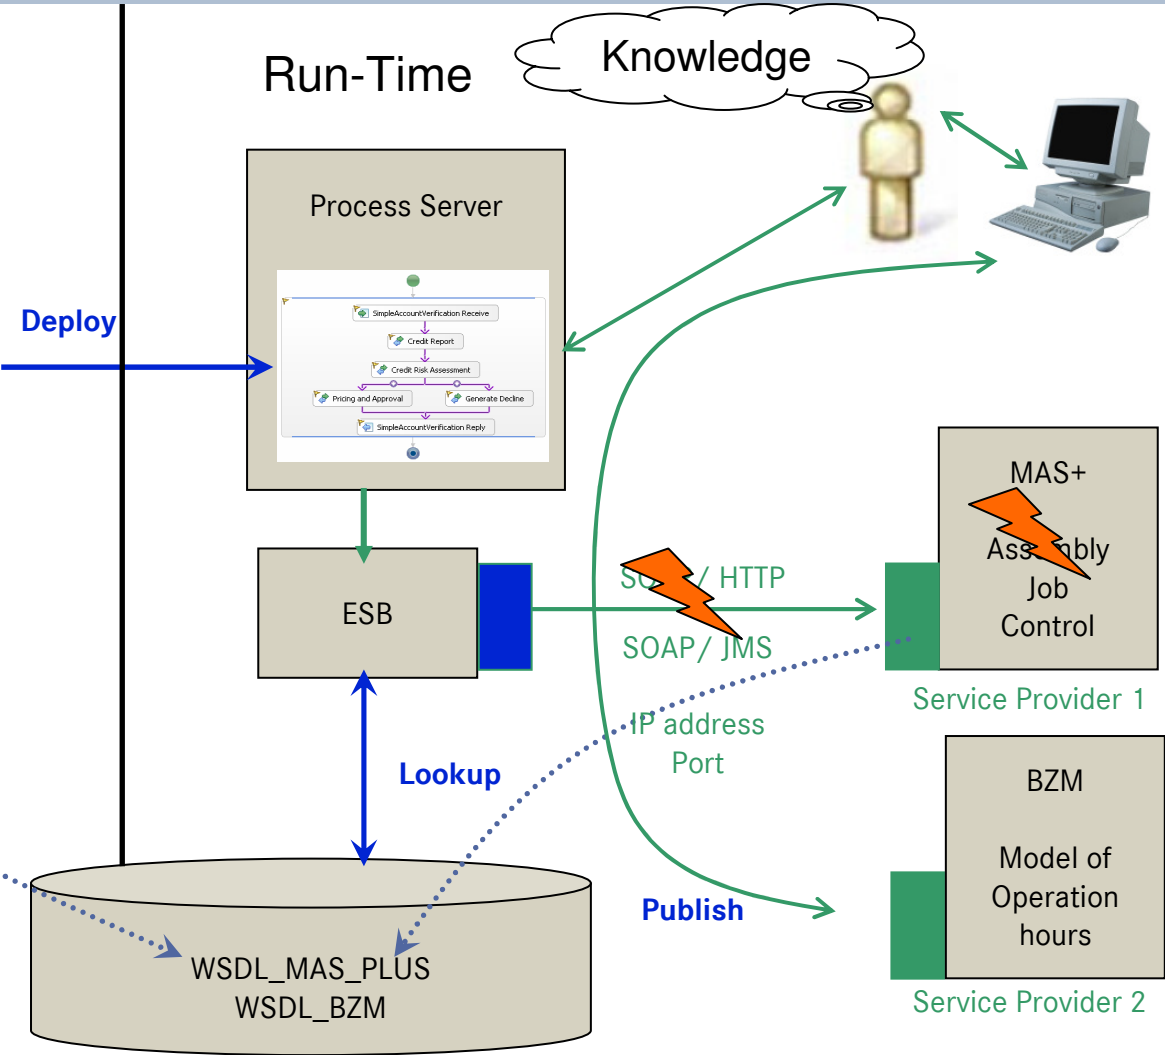 Run-Time
Knowledge
Process Server
SimpleAccountVerification Receive
Credit Report
Credit Risk Assessment
Pricing and Approval
Generate Decline
SimpleAccountVerification Reply
Deploy
ESB
/ HTTP
SOAP/ JMS
IP address
Port
MAS+
Job
Control
Service Provider 1
Lookup
BZM
Model of
Operation
hours
Publish
Service Provider 2
WSDL_MAS_PLUS
WSDL_BZM